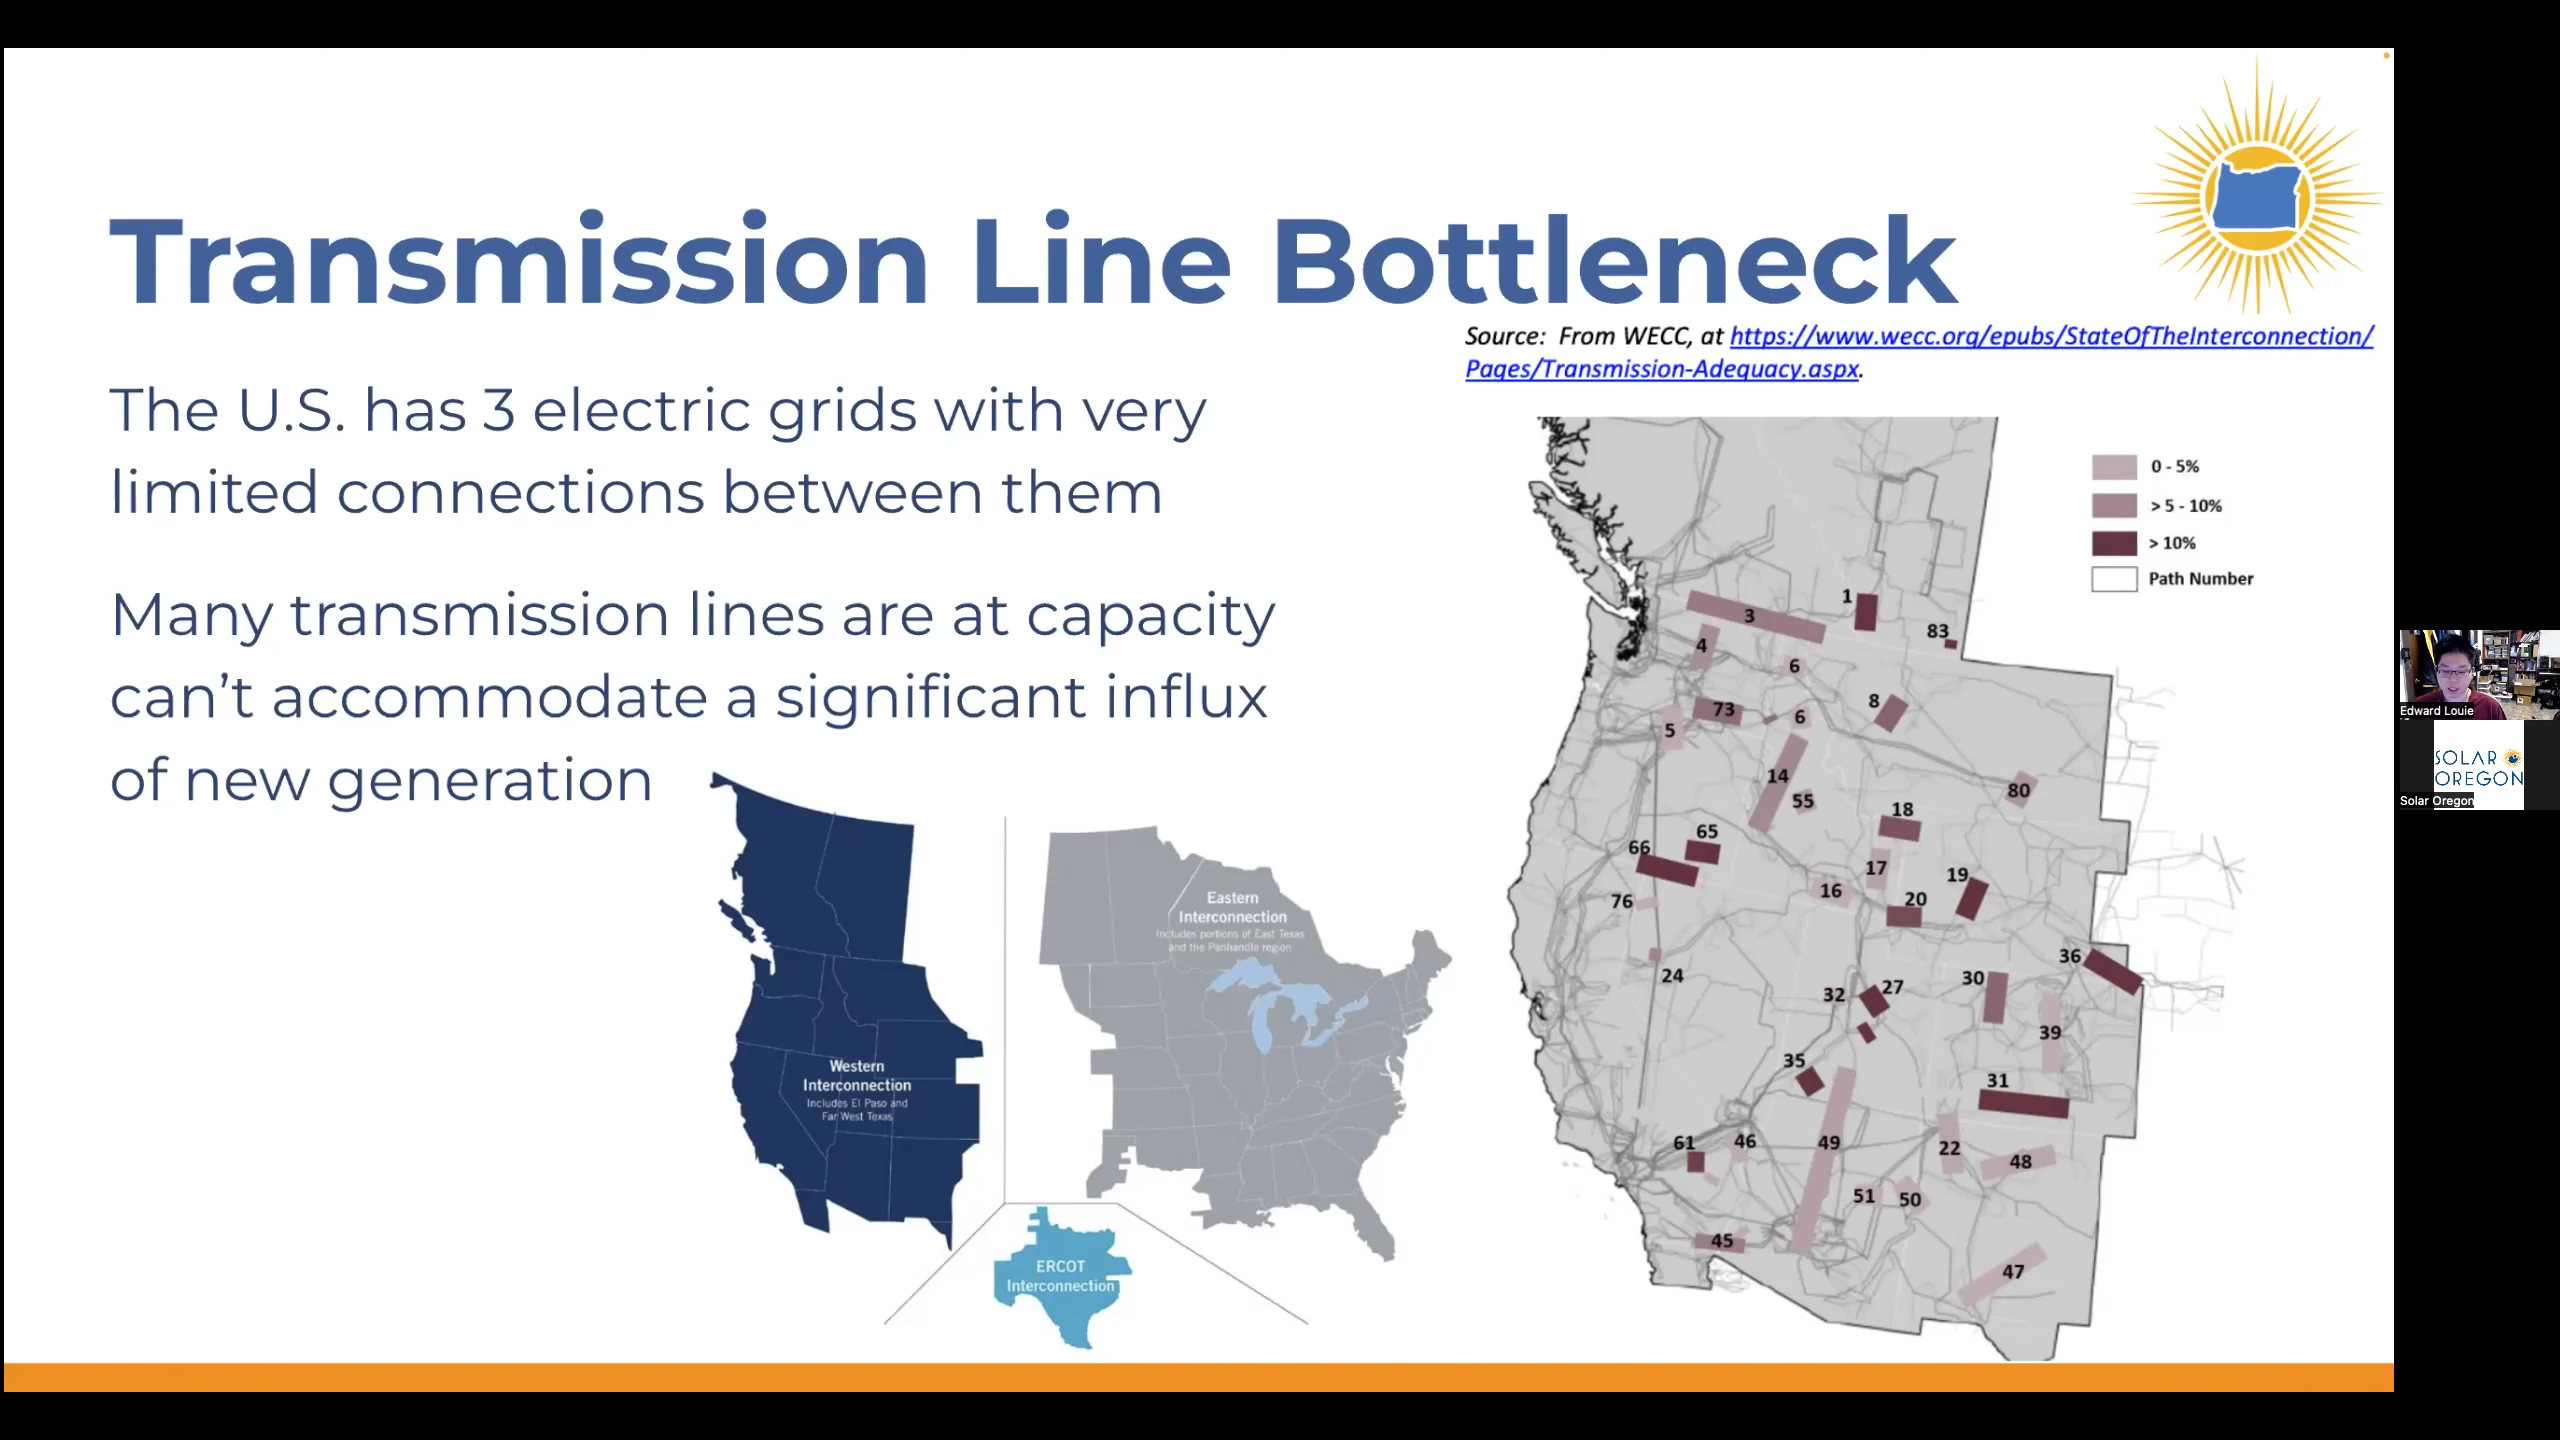 Transmission Line Bottleneck
Source: From WECC, at https://www.wecc.org/epubs/StateOfTheInterconnection/
Pages/Transmission-Adequacy.aspx.
The U.S. has 3 electric grids with very
limited connections between them
Many transmission lines are at capacity
can’t accommodate a significant influx
of new generation
Western
Interconnection
Includes El Paso and
Far West Texas
Eastern
Interconnection
Includes portions of East Texas
and the Panhandle region
ERCOT
Interconnection
0 - 5%
> 5 - 10%
> 10%
Path Number
1
3
83
4
6
8
73
6
5
14
55
80
18
65
66
17
19
16
20
76
36
24
32
27
30
39
35
31
61
46
49
22
48
51
50
45
47
Edward Louie
SOLAR
OREGON
Solar Oregon